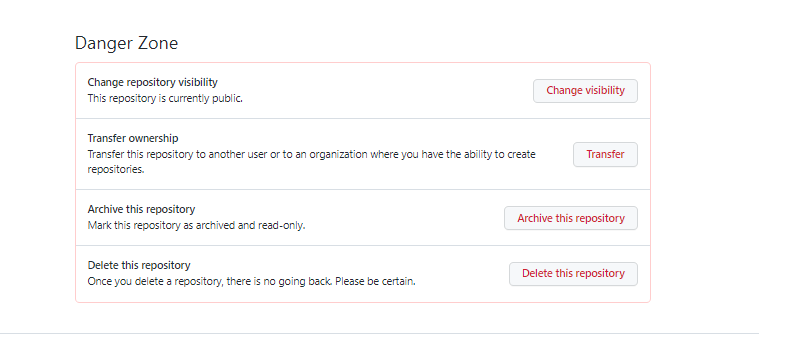 Danger Zone
Change repository visibility
This repository is currently public.
Change visibility
Transfer ownership
Transfer this repository to another user or to an organization where you have the ability to create
repositories.
Transfer
Archive this repository
Mark this repository as archived and read-only.
Archive this repository
Delete this repository
Once you delete a repository, there is no going back. Please be certain.
Delete this repository